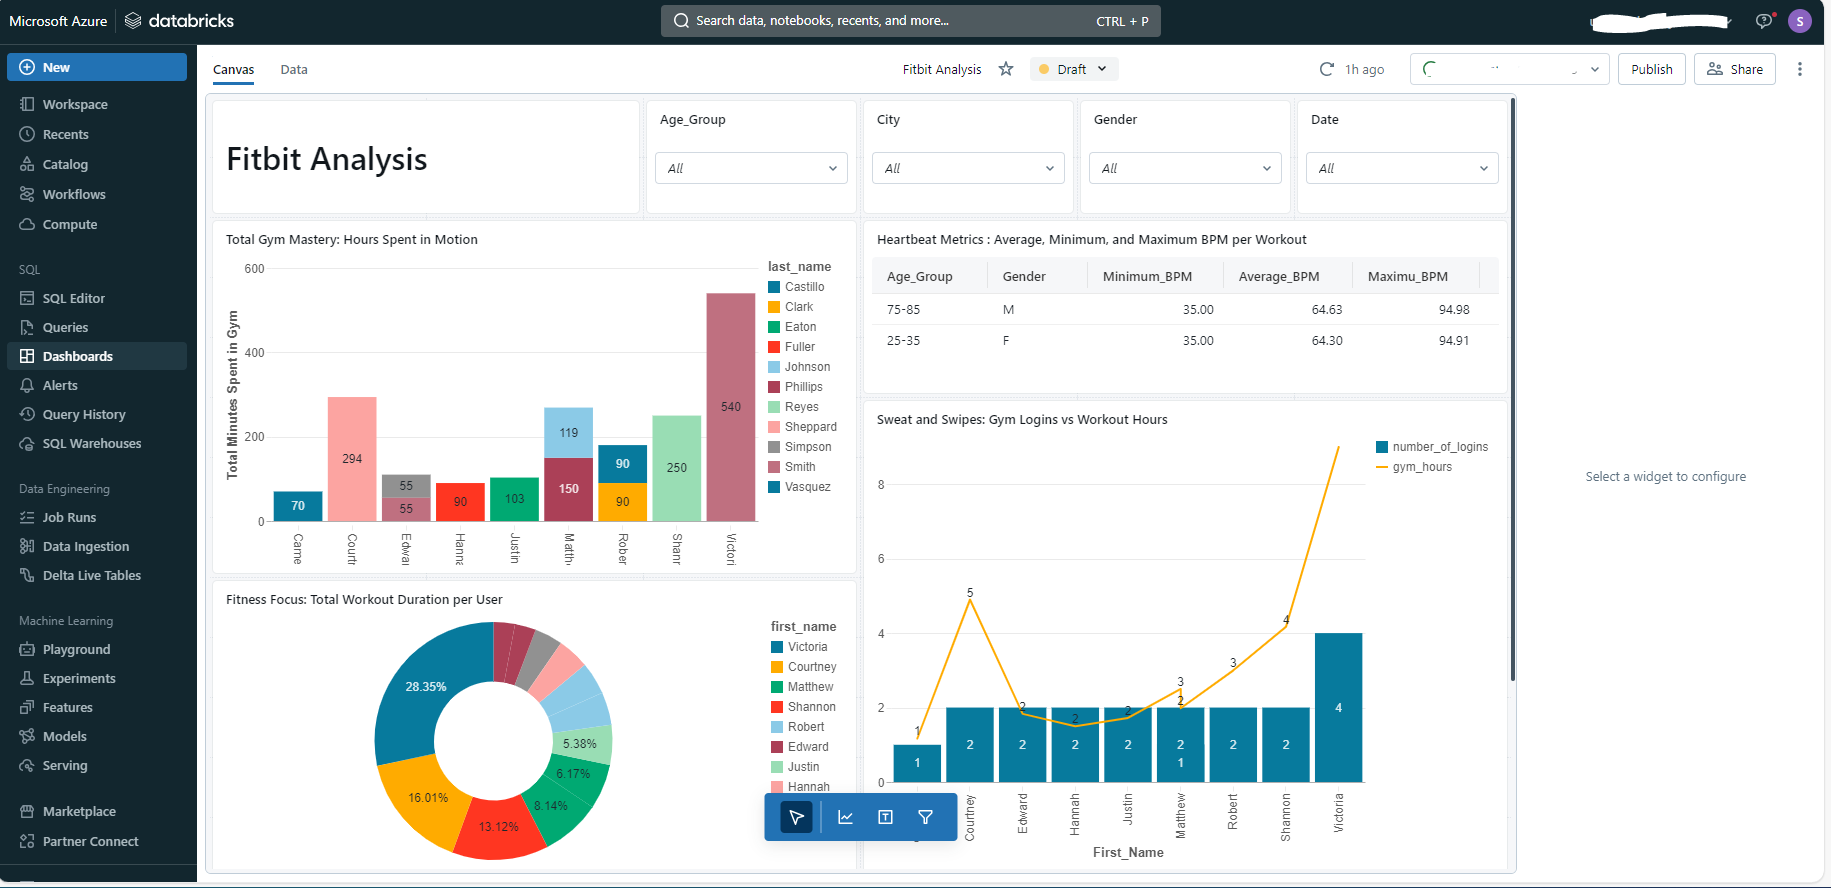 Microsoft Azure
databricks
Search data, notebooks, recents, and more...
CTRL + P
S
New
Workspace
Recents
Catalog
Workflows
Compute
SQL
SQL Editor
Queries
Dashboards
Alerts
Query History
SQL Warehouses
Data Engineering
Job Runs
Data Ingestion
Delta Live Tables
Machine Learning
Playground
Experiments
Features
Models
Serving
Marketplace
Partner Connect
Canvas
Data
Fitbit Analysis
Draft
1h ago
Publish
Share
Fitbit Analysis
Age_Group
All
City
All
Gender
All
Date
All
Total Gym Mastery: Hours Spent in Motion
Total Minutes Spent in Gym
600
400
200
0
70
294
55
55
90
103
119
150
90
90
250
540
Came
Courtr
Edwa
Hanna
Justin
Matth
Rober
Shanr
Victori
last_name
Castillo
Clark
Eaton
Fuller
Johnson
Phillips
Reyes
Sheppard
Simpson
Smith
Vasquez
Heartbeat Metrics : Average, Minimum, and Maximum BPM per Workout
Age_Group Gender Minimum_BPM Average_BPM Maximu_BPM
75-85 M 35.00 64.63 94.98
25-35 F 35.00 64.30 94.91
Fitness Focus: Total Workout Duration per User
28.35%
16.01%
13.12%
8.14%
6.17%
5.38%
first_name
Victoria
Courtney
Matthew
Shannon
Robert
Edward
Justin
Hannah
Sweat and Swipes: Gym Logins vs Workout Hours
number_of_logins
gym_hours
8
6
4
2
0
1
5
2
2
2
3
2
3
4
1
2
2
2
2
2
1
2
2
4
Courtney
Edward
Hannah
Justin
Matthew
Robert
Shannon
Victoria
First_Name
Select a widget to configure